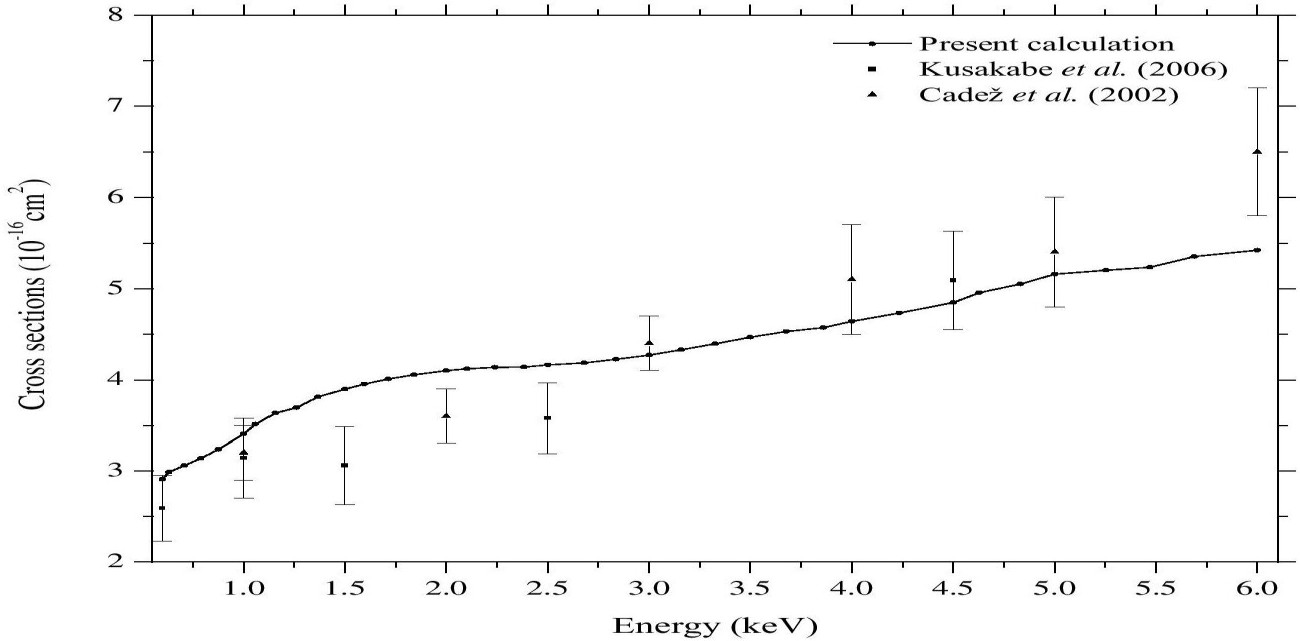 8
7
6
5
4
3
2
Cross sections (10⁻¹⁶ cm²)
Present calculation
Kusakabe et al. (2006)
Cadež et al. (2002)
1.0 1.5 2.0 2.5 3.0 3.5 4.0 4.5 5.0 5.5 6.0
Energy (keV)